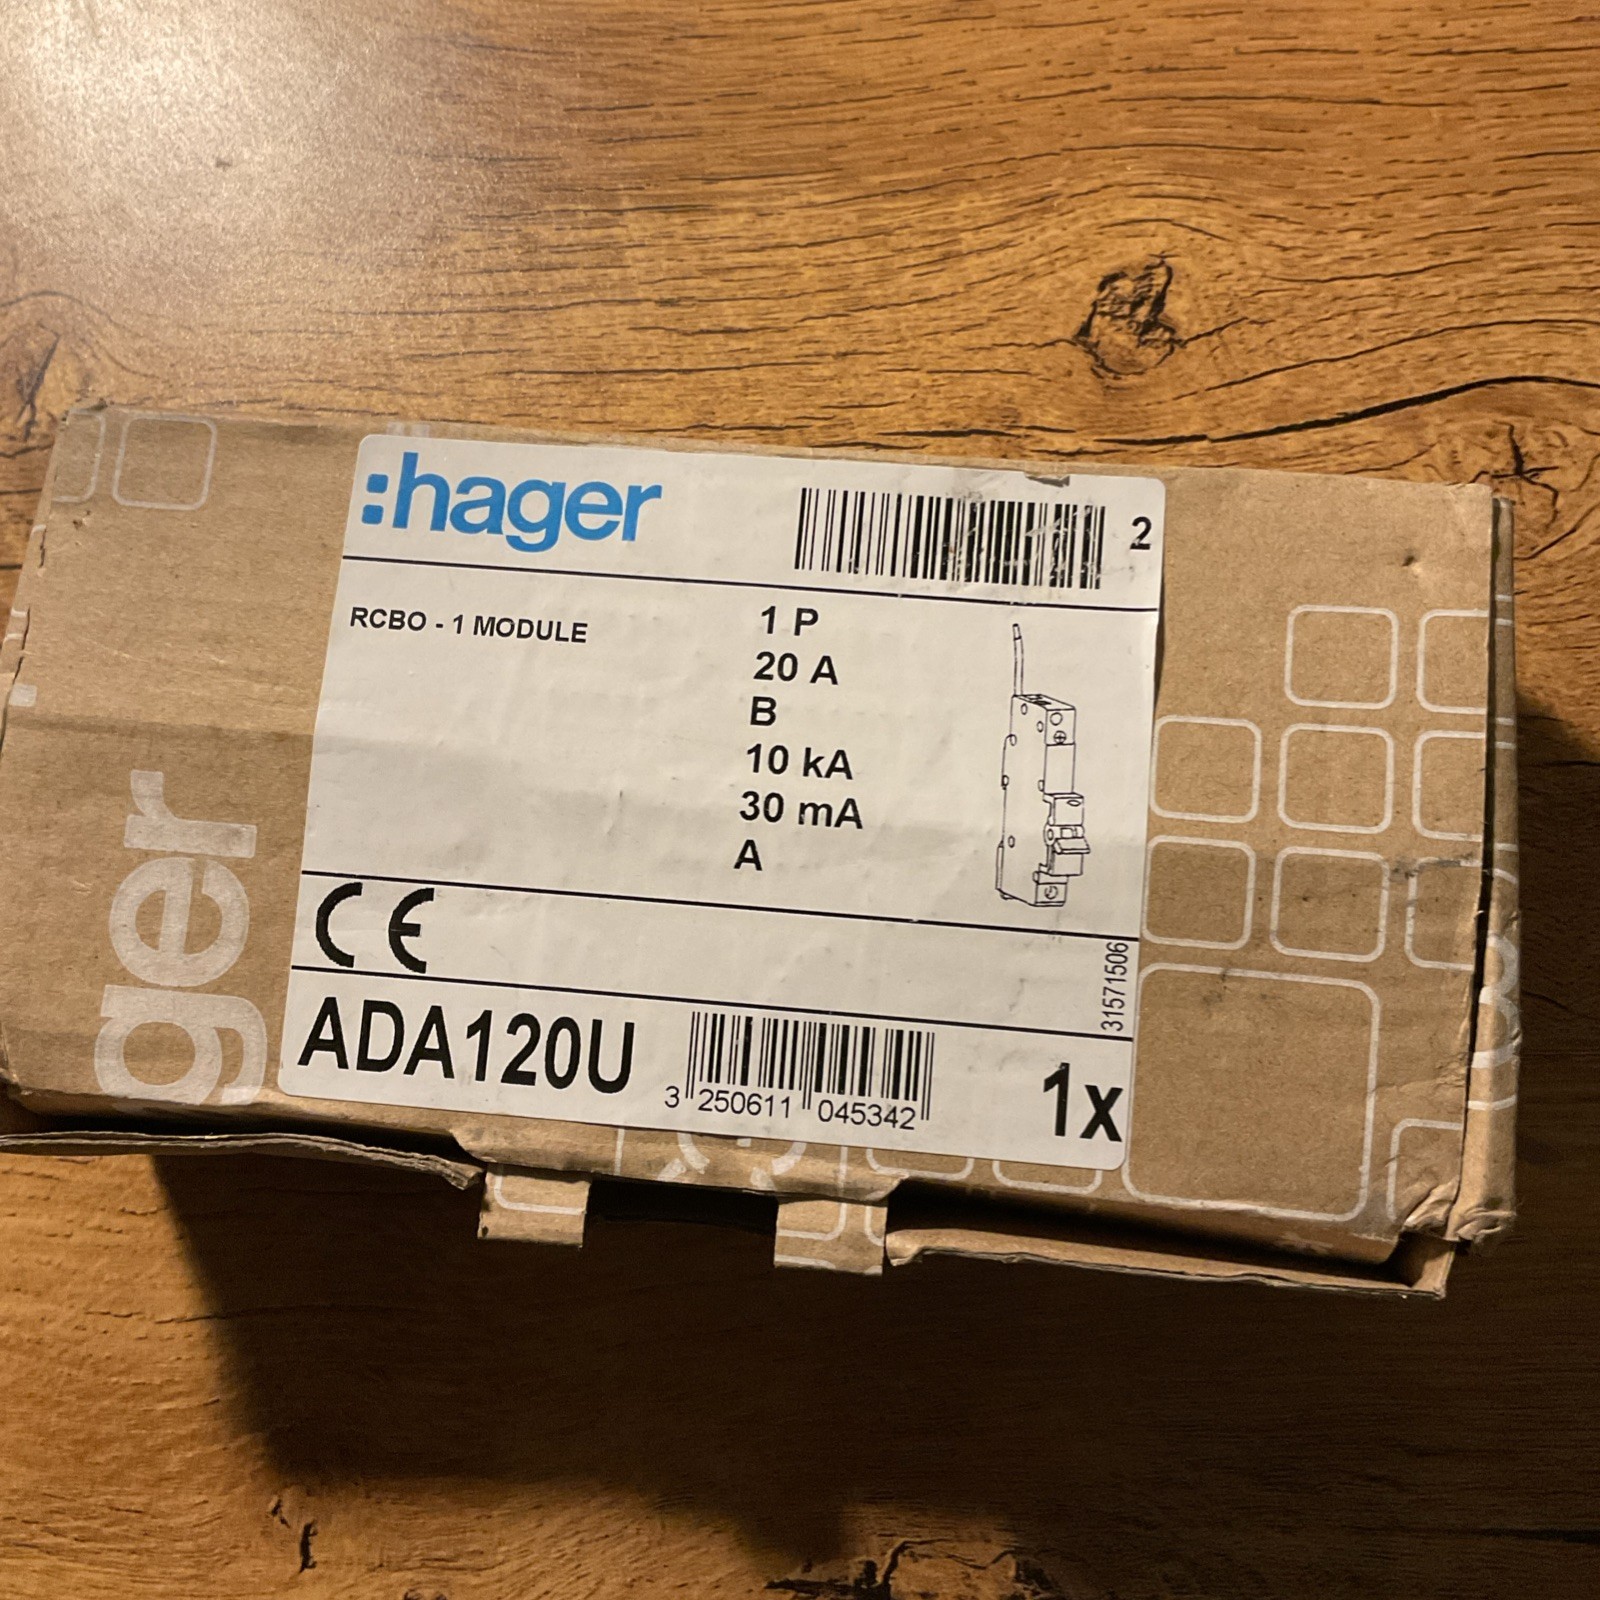 :hager
2
RCBO - 1 MODULE
1 P
20 A
B
10 kA
30 mA
A
CE
31571506
ADA120U
3 250611 045342
1x
ger